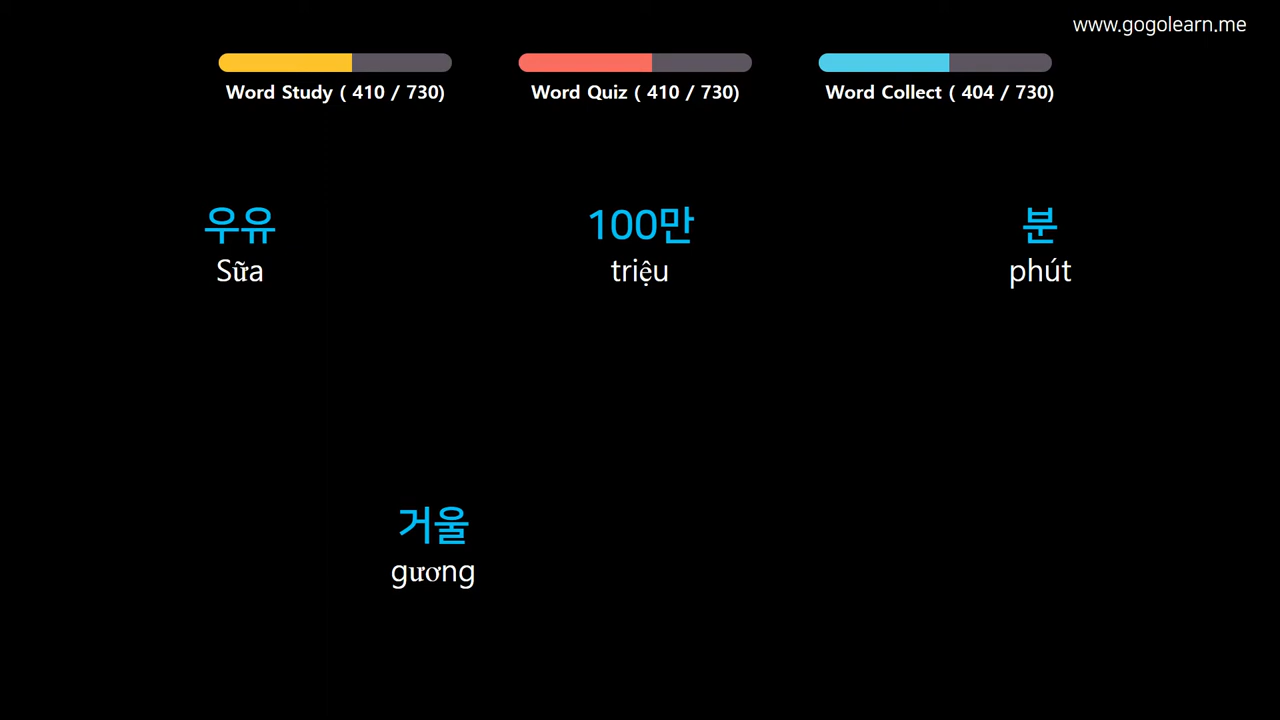 www.gogolearn.me
Word Study ( 410 / 730)
Word Quiz ( 410 / 730)
Word Collect ( 404 / 730)
우유
Sữa
100만
triệu
분
phút
거울
gương